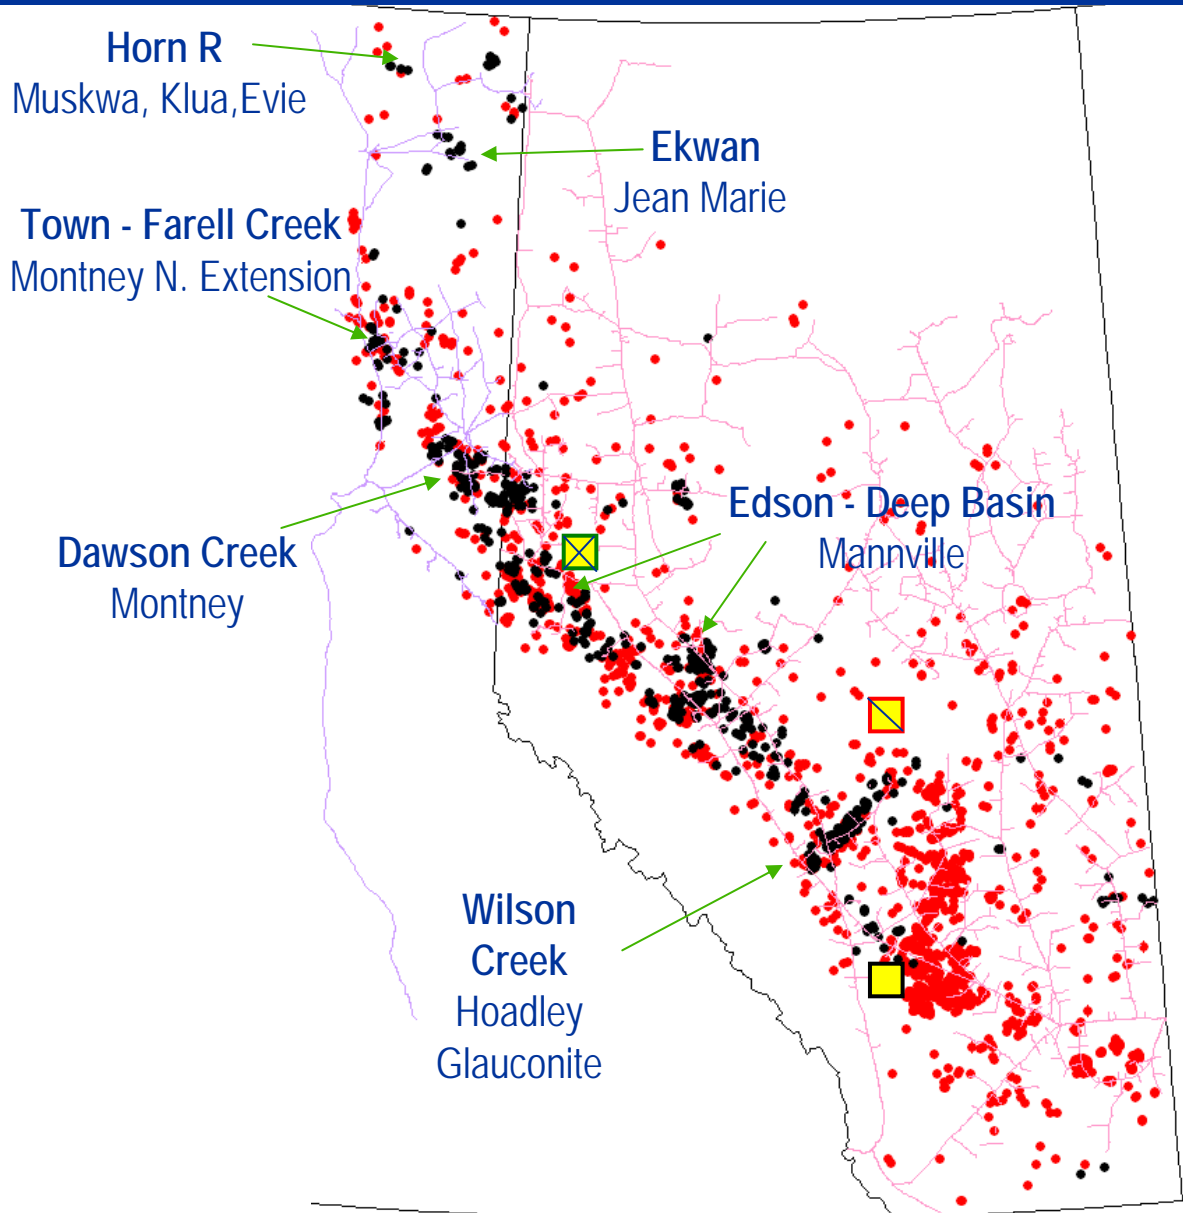 Horn R
Muskwa, Klua,Evie
Ekwan
Jean Marie
Town - Farell Creek
Montney N. Extension
Edson - Deep Basin
Mannville
Dawson Creek
Montney
Wilson
Creek
Hoadley
Glauconite